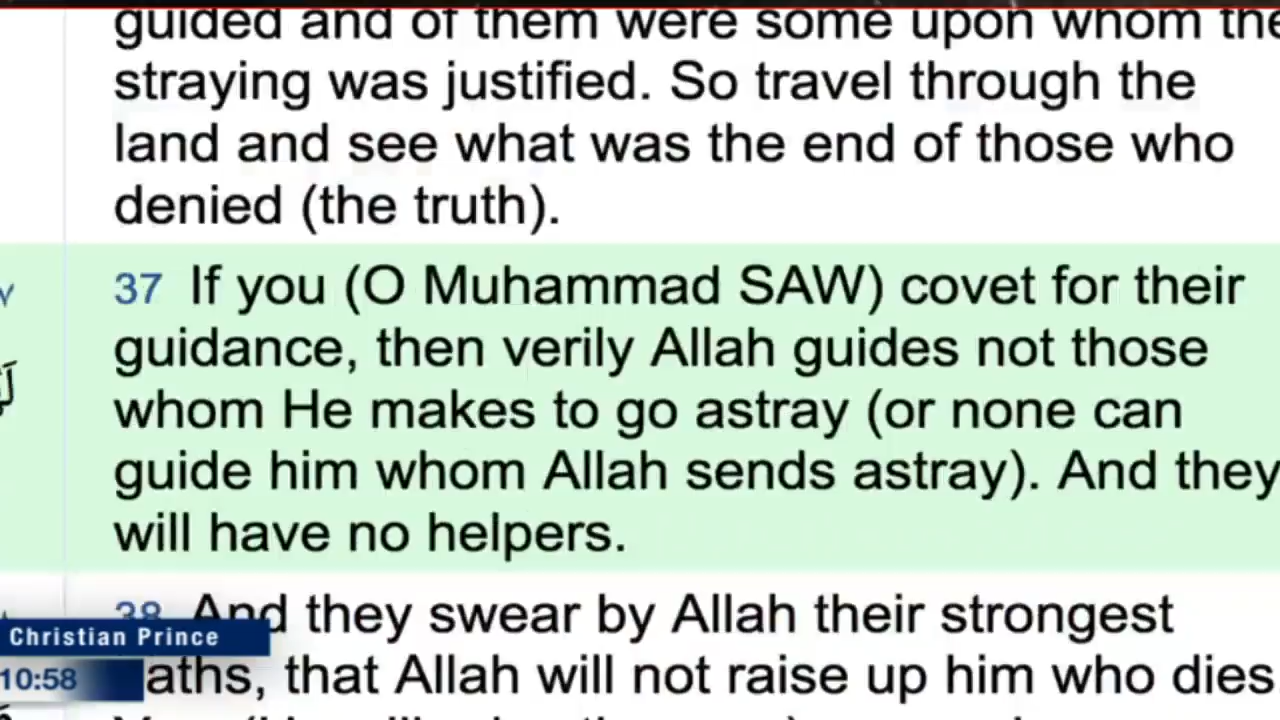 guided and of them were some upon whom the
straying was justified. So travel through the
land and see what was the end of those who
denied (the truth).
37 If you (O Muhammad SAW) covet for their
guidance, then verily Allah guides not those
whom He makes to go astray (or none can
guide him whom Allah sends astray). And they
will have no helpers.
38 And they swear by Allah their strongest
aths, that Allah will not raise up him who dies
Christian Prince
10:58